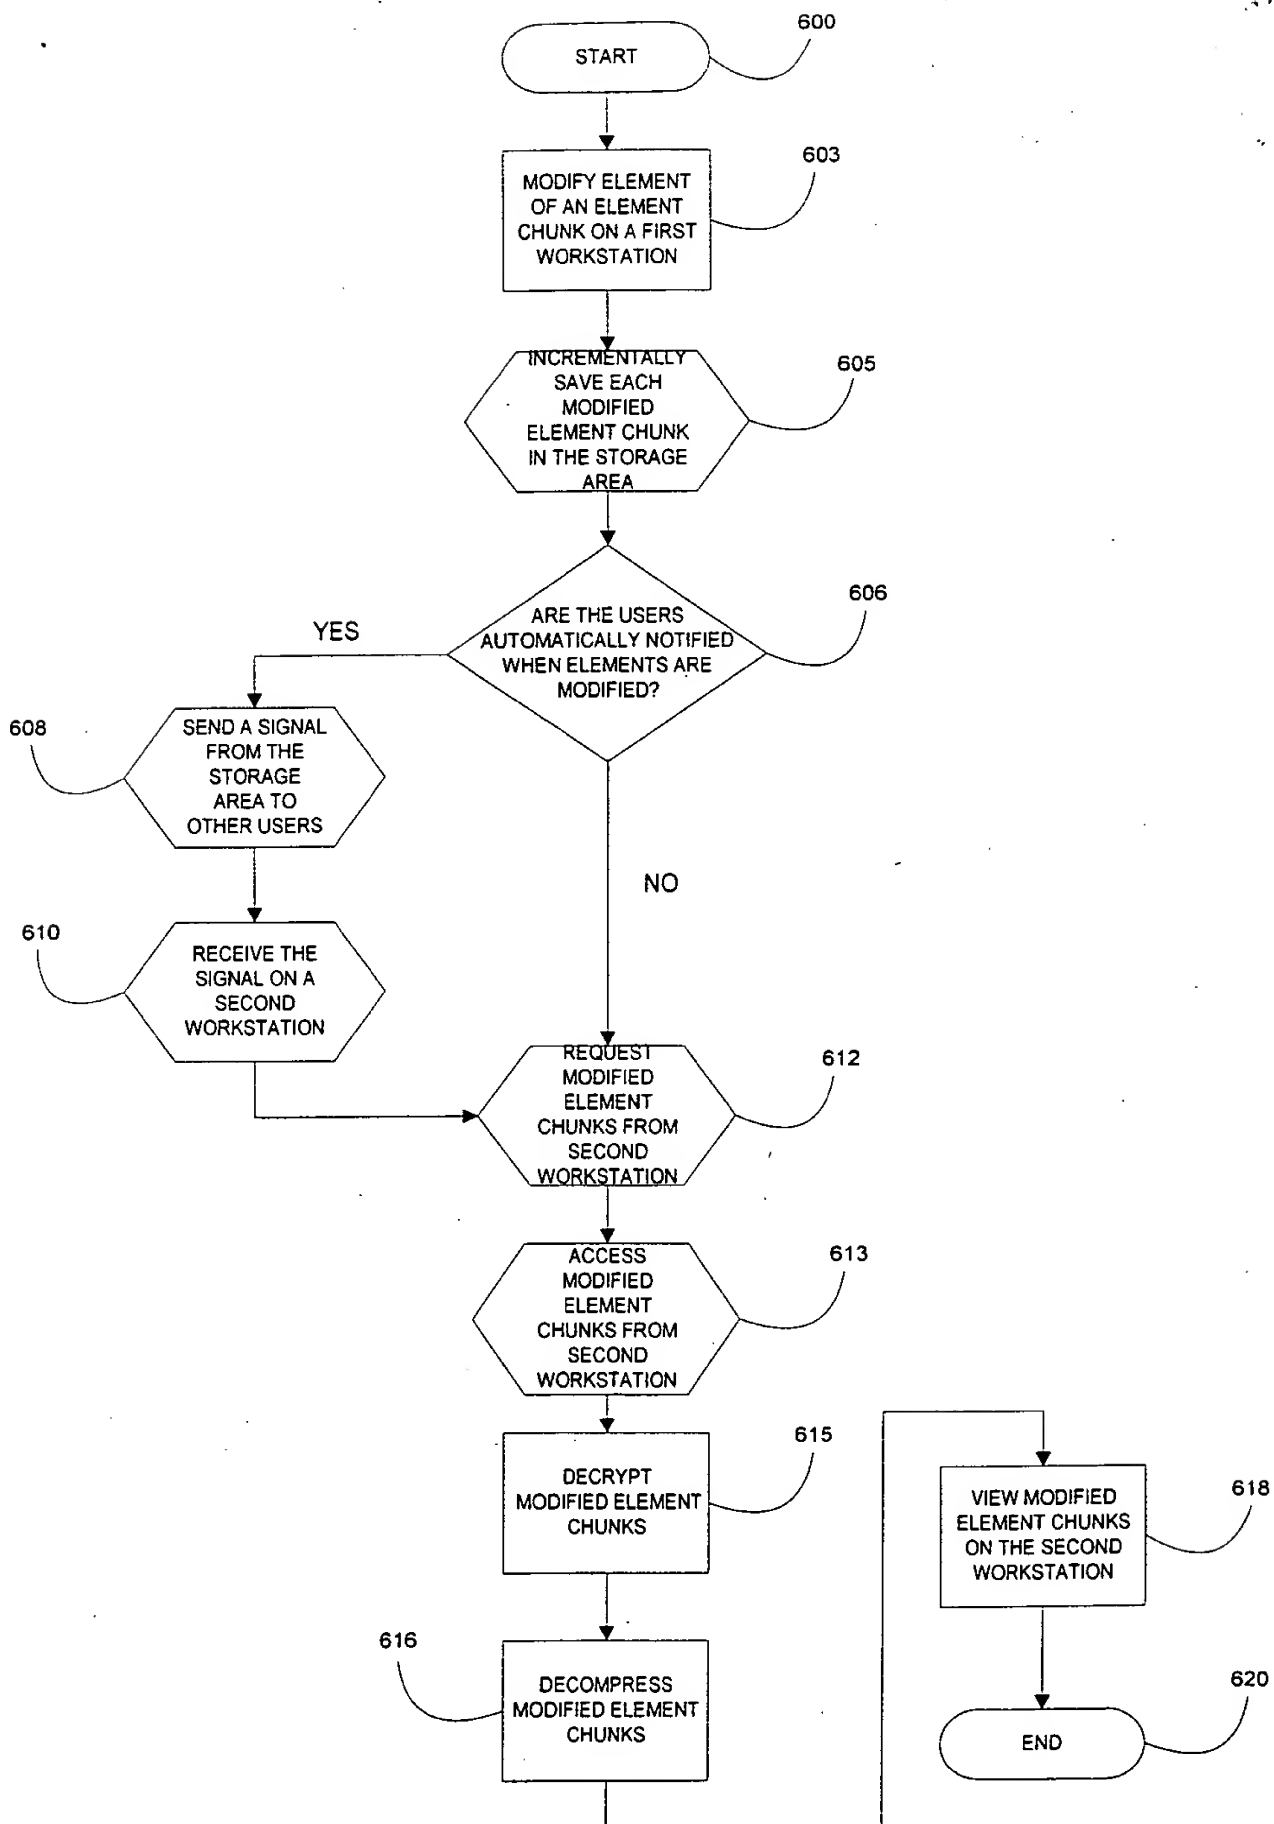 600
START
603
MODIFY ELEMENT
OF AN ELEMENT
CHUNK ON A FIRST
WORKSTATION
605
INCREMENTALLY
SAVE EACH
MODIFIED
ELEMENT CHUNK
IN THE STORAGE
AREA
606
ARE THE USERS
AUTOMATICALLY NOTIFIED
WHEN ELEMENTS ARE
MODIFIED?
YES
608
SEND A SIGNAL
FROM THE
STORAGE
AREA TO
OTHER USERS
NO
610
RECEIVE THE
SIGNAL ON A
SECOND
WORKSTATION
612
REQUEST
MODIFIED
ELEMENT
CHUNKS FROM
SECOND
WORKSTATION
613
ACCESS
MODIFIED
ELEMENT
CHUNKS FROM
SECOND
WORKSTATION
615
DECRYPT
MODIFIED ELEMENT
CHUNKS
616
DECOMPRESS
MODIFIED ELEMENT
CHUNKS
618
VIEW MODIFIED
ELEMENT CHUNKS
ON THE SECOND
WORKSTATION
620
END